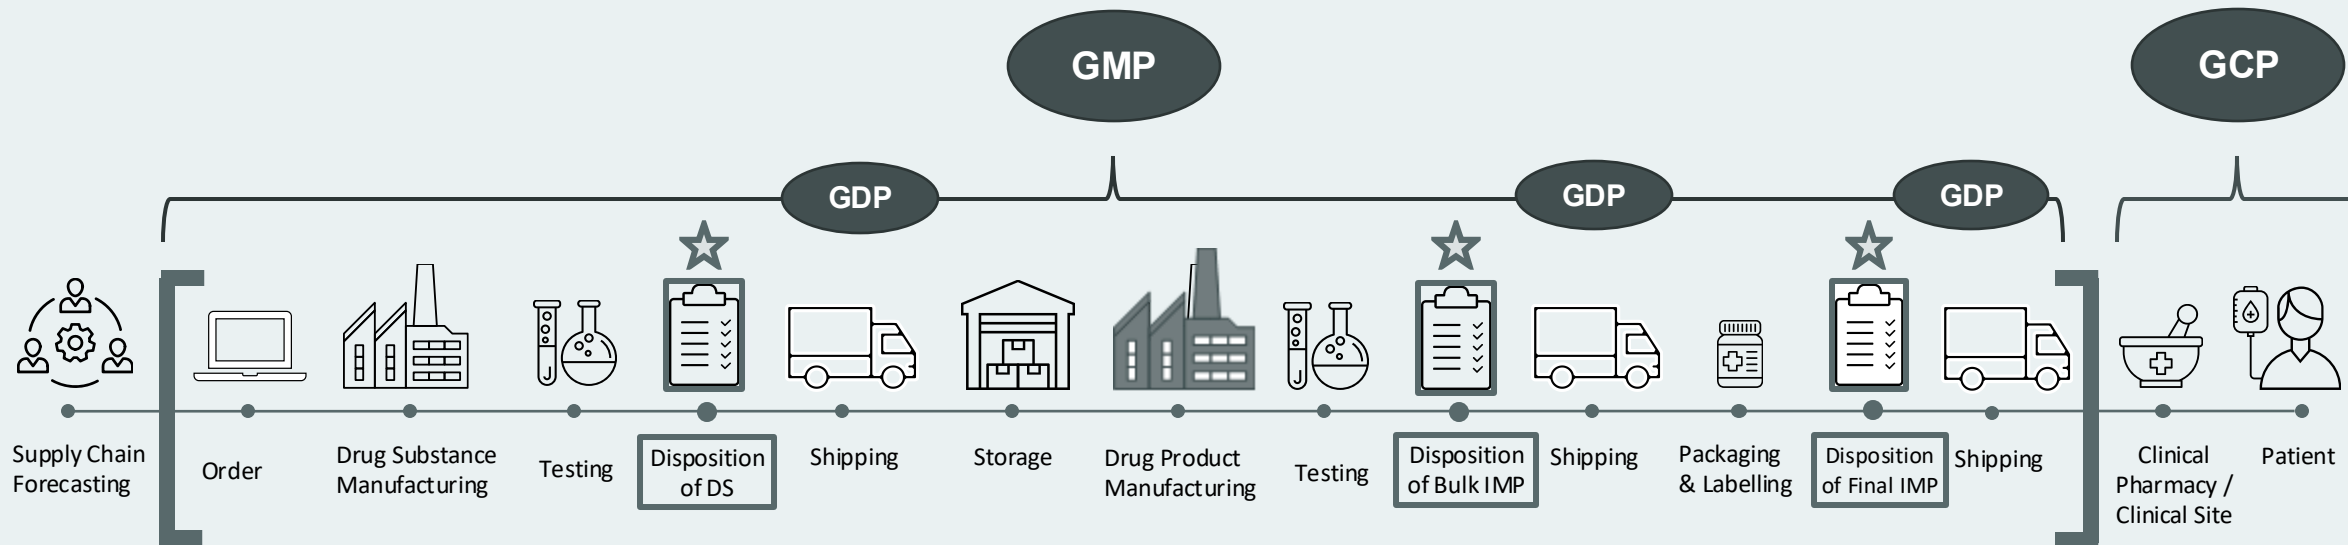 GMP
GCP
GDP
GDP
GDP
Supply Chain
Forecasting
Order
Drug Substance
Manufacturing
Testing
Disposition
of DS
Shipping
Storage
Drug Product
Manufacturing
Testing
Disposition
of Bulk IMP
Shipping
Packaging
& Labelling
Disposition
of Final IMP
Shipping
Clinical
Pharmacy /
Clinical Site
Patient